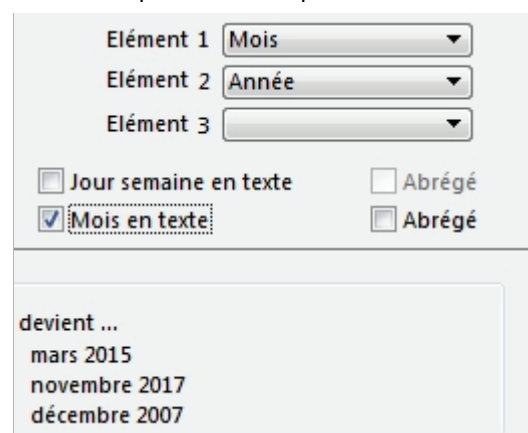 Elément 1 Mois
Elément 2 Année
Elément 3
Jour semaine en texte Abrégé
Mois en texte Abrégé
devient ...
mars 2015
novembre 2017
décembre 2007